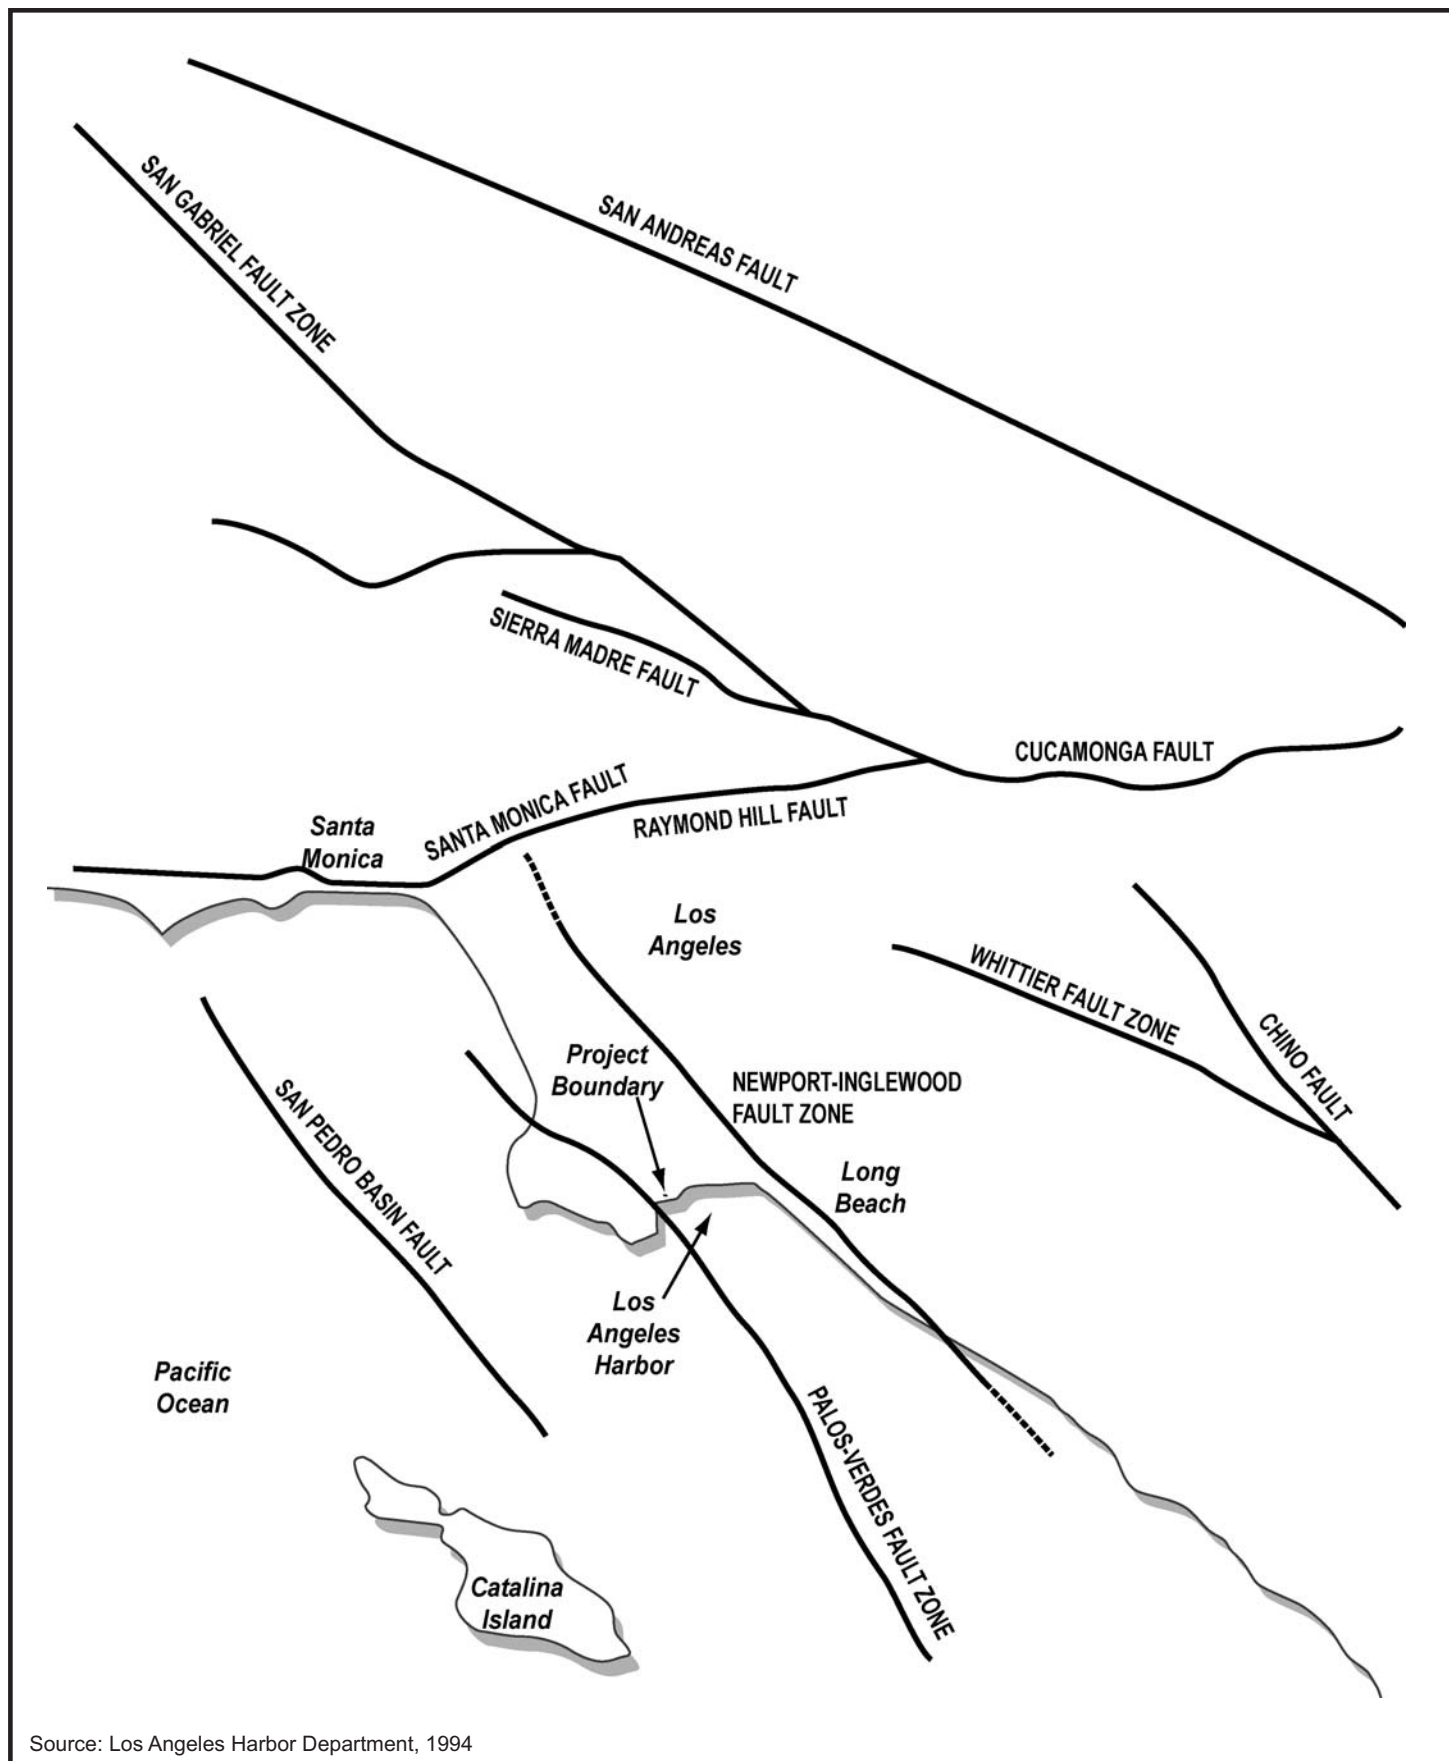 SAN ANDREAS FAULT
SAN GABRIEL FAULT ZONE
SIERRA MADRE FAULT
CUCAMONGA FAULT
SANTA MONICA FAULT
RAYMOND HILL FAULT
Santa
Monica
Los
Angeles
WHITTIER FAULT ZONE
CHINO FAULT
Project
Boundary
NEWPORT-INGLEWOOD
FAULT ZONE
SAN PEDRO BASIN FAULT
Long
Beach
Los
Angeles
Harbor
Pacific
Ocean
PALOS-VERDES FAULT ZONE
Catalina
Island
Source: Los Angeles Harbor Department, 1994